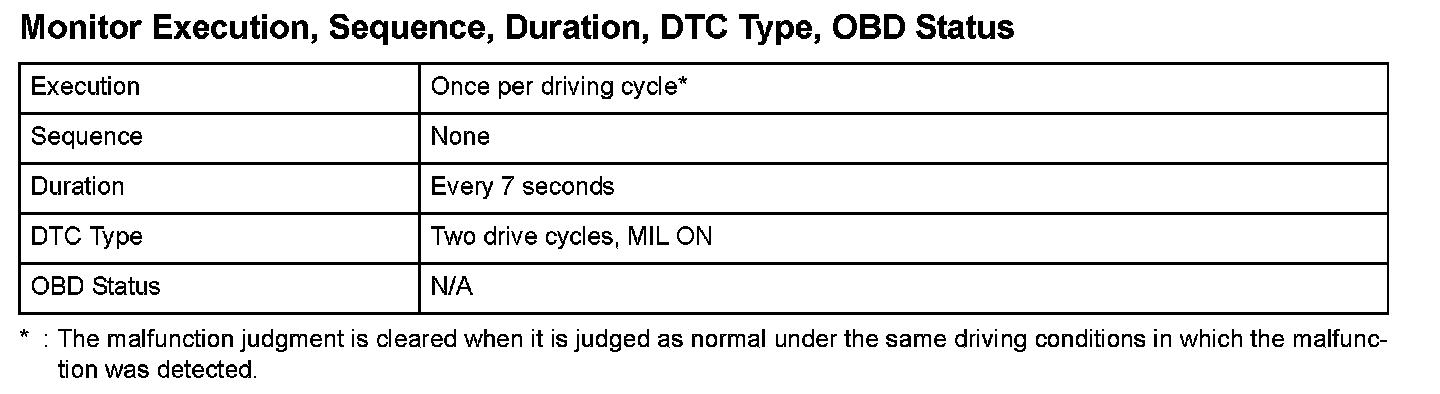 Monitor Execution, Sequence, Duration, DTC Type, OBD Status
Execution Once per driving cycle*
Sequence None
Duration Every 7 seconds
DTC Type Two drive cycles, MIL ON
OBD Status N/A
* : The malfunction judgment is cleared when it is judged as normal under the same driving conditions in which the malfunc-
tion was detected.